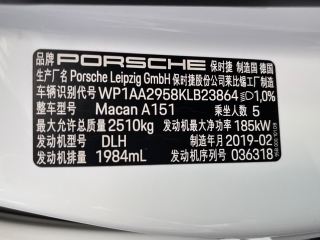 PORSCHE 保时捷 制造国 德国
生产厂名 Porsche Leipzig GmbH 保时捷股份公司莱比锡工厂制造
车辆识别代号 WP1AA2958KLB23864 1,0%
整车型号 Macan A151 乘坐人数 5
最大允许总质量 2510kg 发动机最大净功率 185kW
发动机型号 DLH 制造年月 2019-02
发动机排量 1984mL 发动机序列号 036318